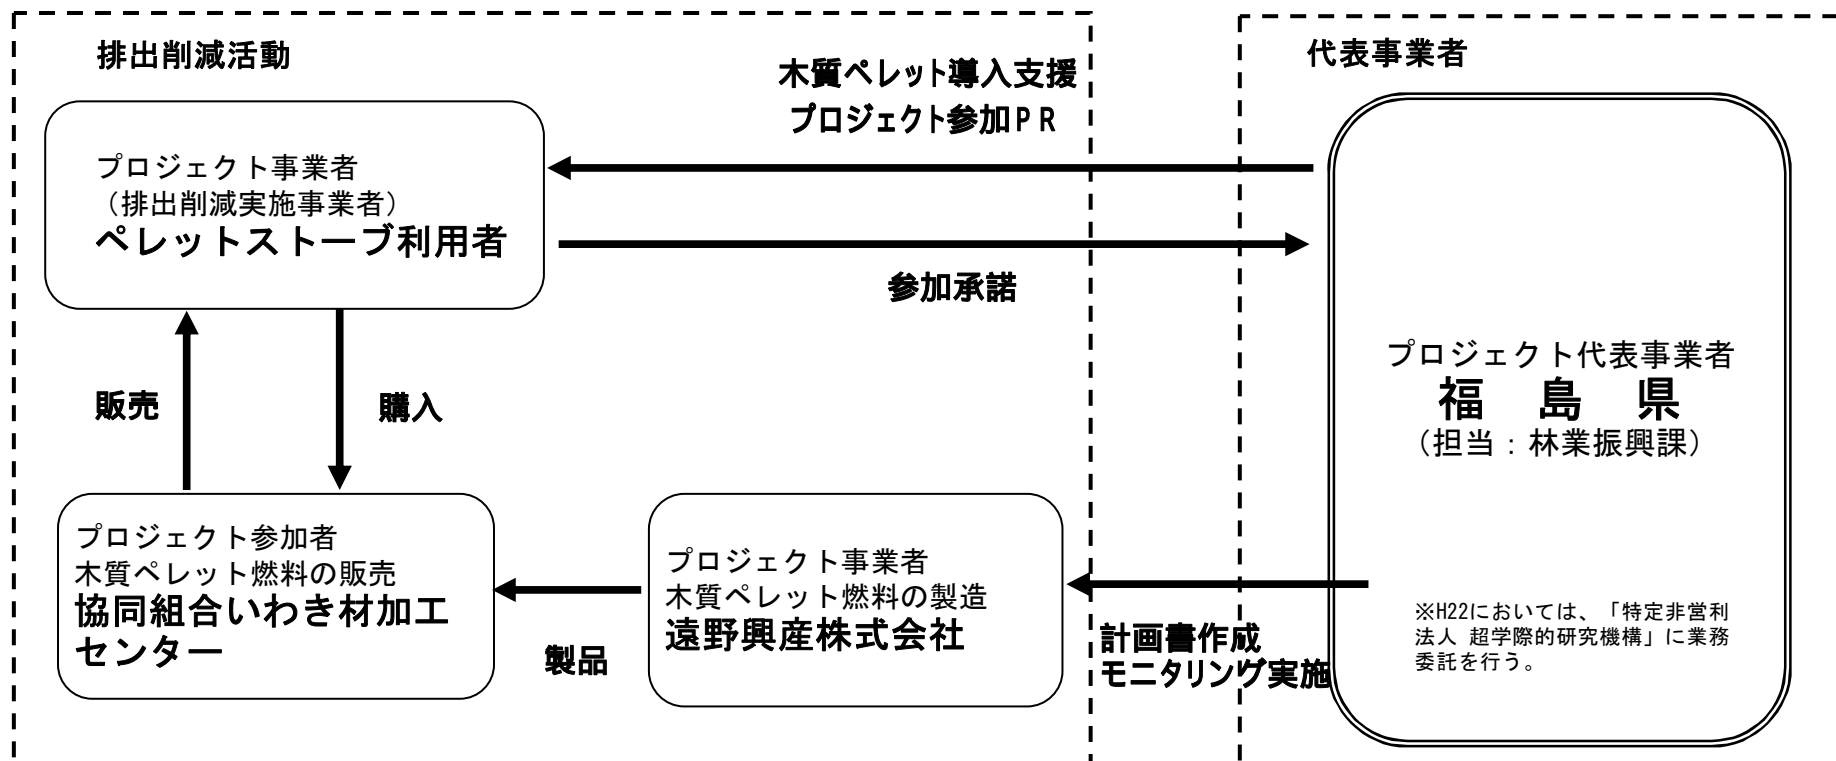 排出削減活動
代表事業者
木質ペレット導入支援
プロジェクト参加PR
プロジェクト事業者
（排出削減実施事業者）
ペレットストーブ利用者
参加承諾
販売
購入
プロジェクト代表事業者
福　島　県
（担当：林業振興課）
プロジェクト参加者
木質ペレット燃料の販売
協同組合いわき材加工
センター
製品
プロジェクト事業者
木質ペレット燃料の製造
遠野興産株式会社
計画書作成
モニタリング実施
※H22においては、「特定非営利
法人 超学際的研究機構」に業務
委託を行う。